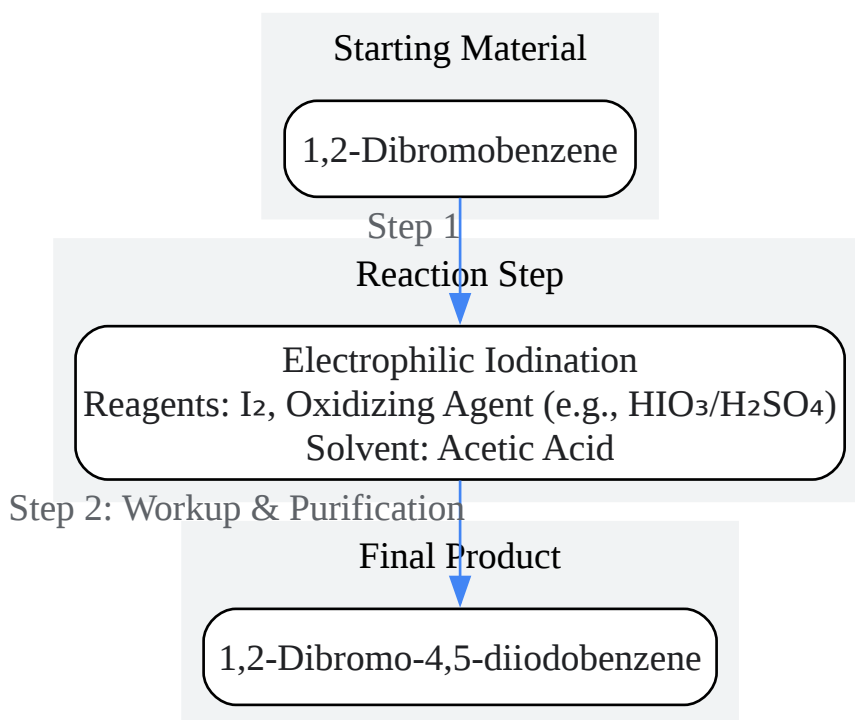 Starting Material
1,2-Dibromobenzene
Step 1
Reaction Step
Electrophilic Iodination
Reagents: I₂, Oxidizing Agent (e.g., HIO₃/H₂SO₄)
Solvent: Acetic Acid
Step 2: Workup & Purification
Final Product
1,2-Dibromo-4,5-diiodobenzene